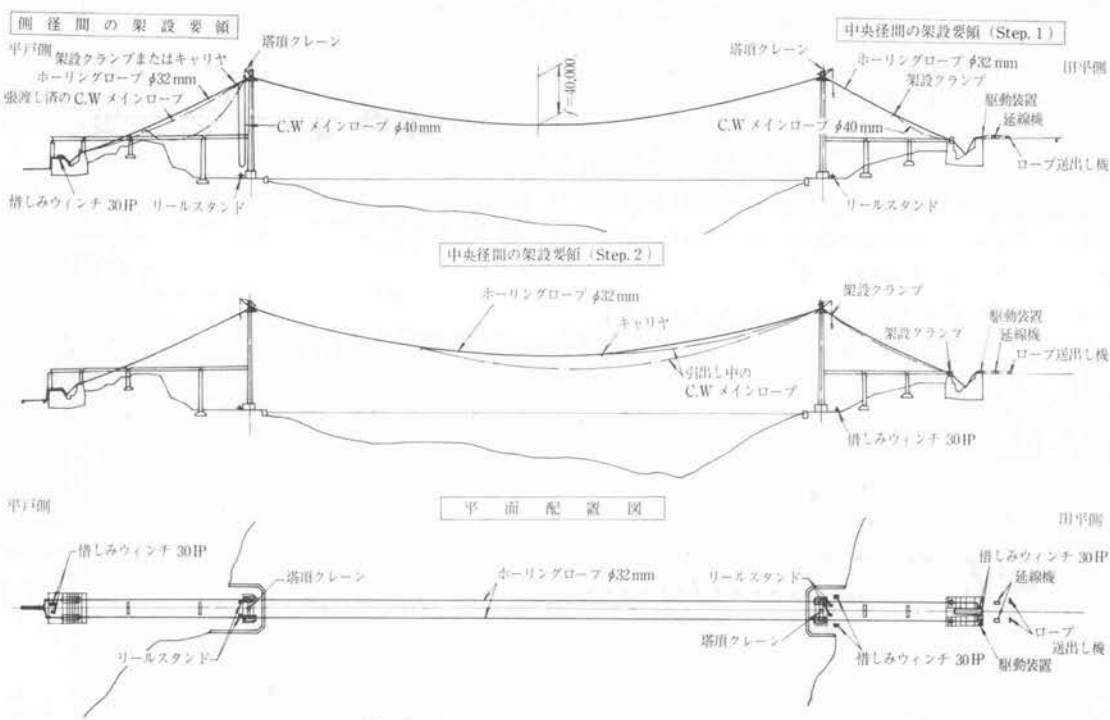 側径間の架設要領
平戸側
架設クランプまたはキャリヤ
ホーリングロープ φ32mm
張渡し済のC.W メインロープ
塔頂クレーン
C.W メインロープ φ40mm
惜しみウィンチ 30HP
リールスタンド
f=40,000
中央径間の架設要領 (Step. 1)
田平側
塔頂クレーン
ホーリングロープ φ32mm
架設クランプ
駆動装置
延線機
C.W メインロープ φ40mm
ロープ送出し機
リールスタンド
中央径間の架設要領 (Step. 2)
ホーリングロープ φ32mm
キャリヤ
引出し中の
C.W メインロープ
架設クランプ
架設クランプ
駆動装置
延線機
ロープ送出し機
惜しみウィンチ 30HP
平面配置図
平戸側
田平側
惜しみウィンチ 30HP
塔頂クレーン
リールスタンド
ホーリングロープ φ32mm
リールスタンド
塔頂クレーン
惜しみウィンチ 30HP
延線機
惜しみウィンチ 30HP
ロープ
送出し機
駆動装置